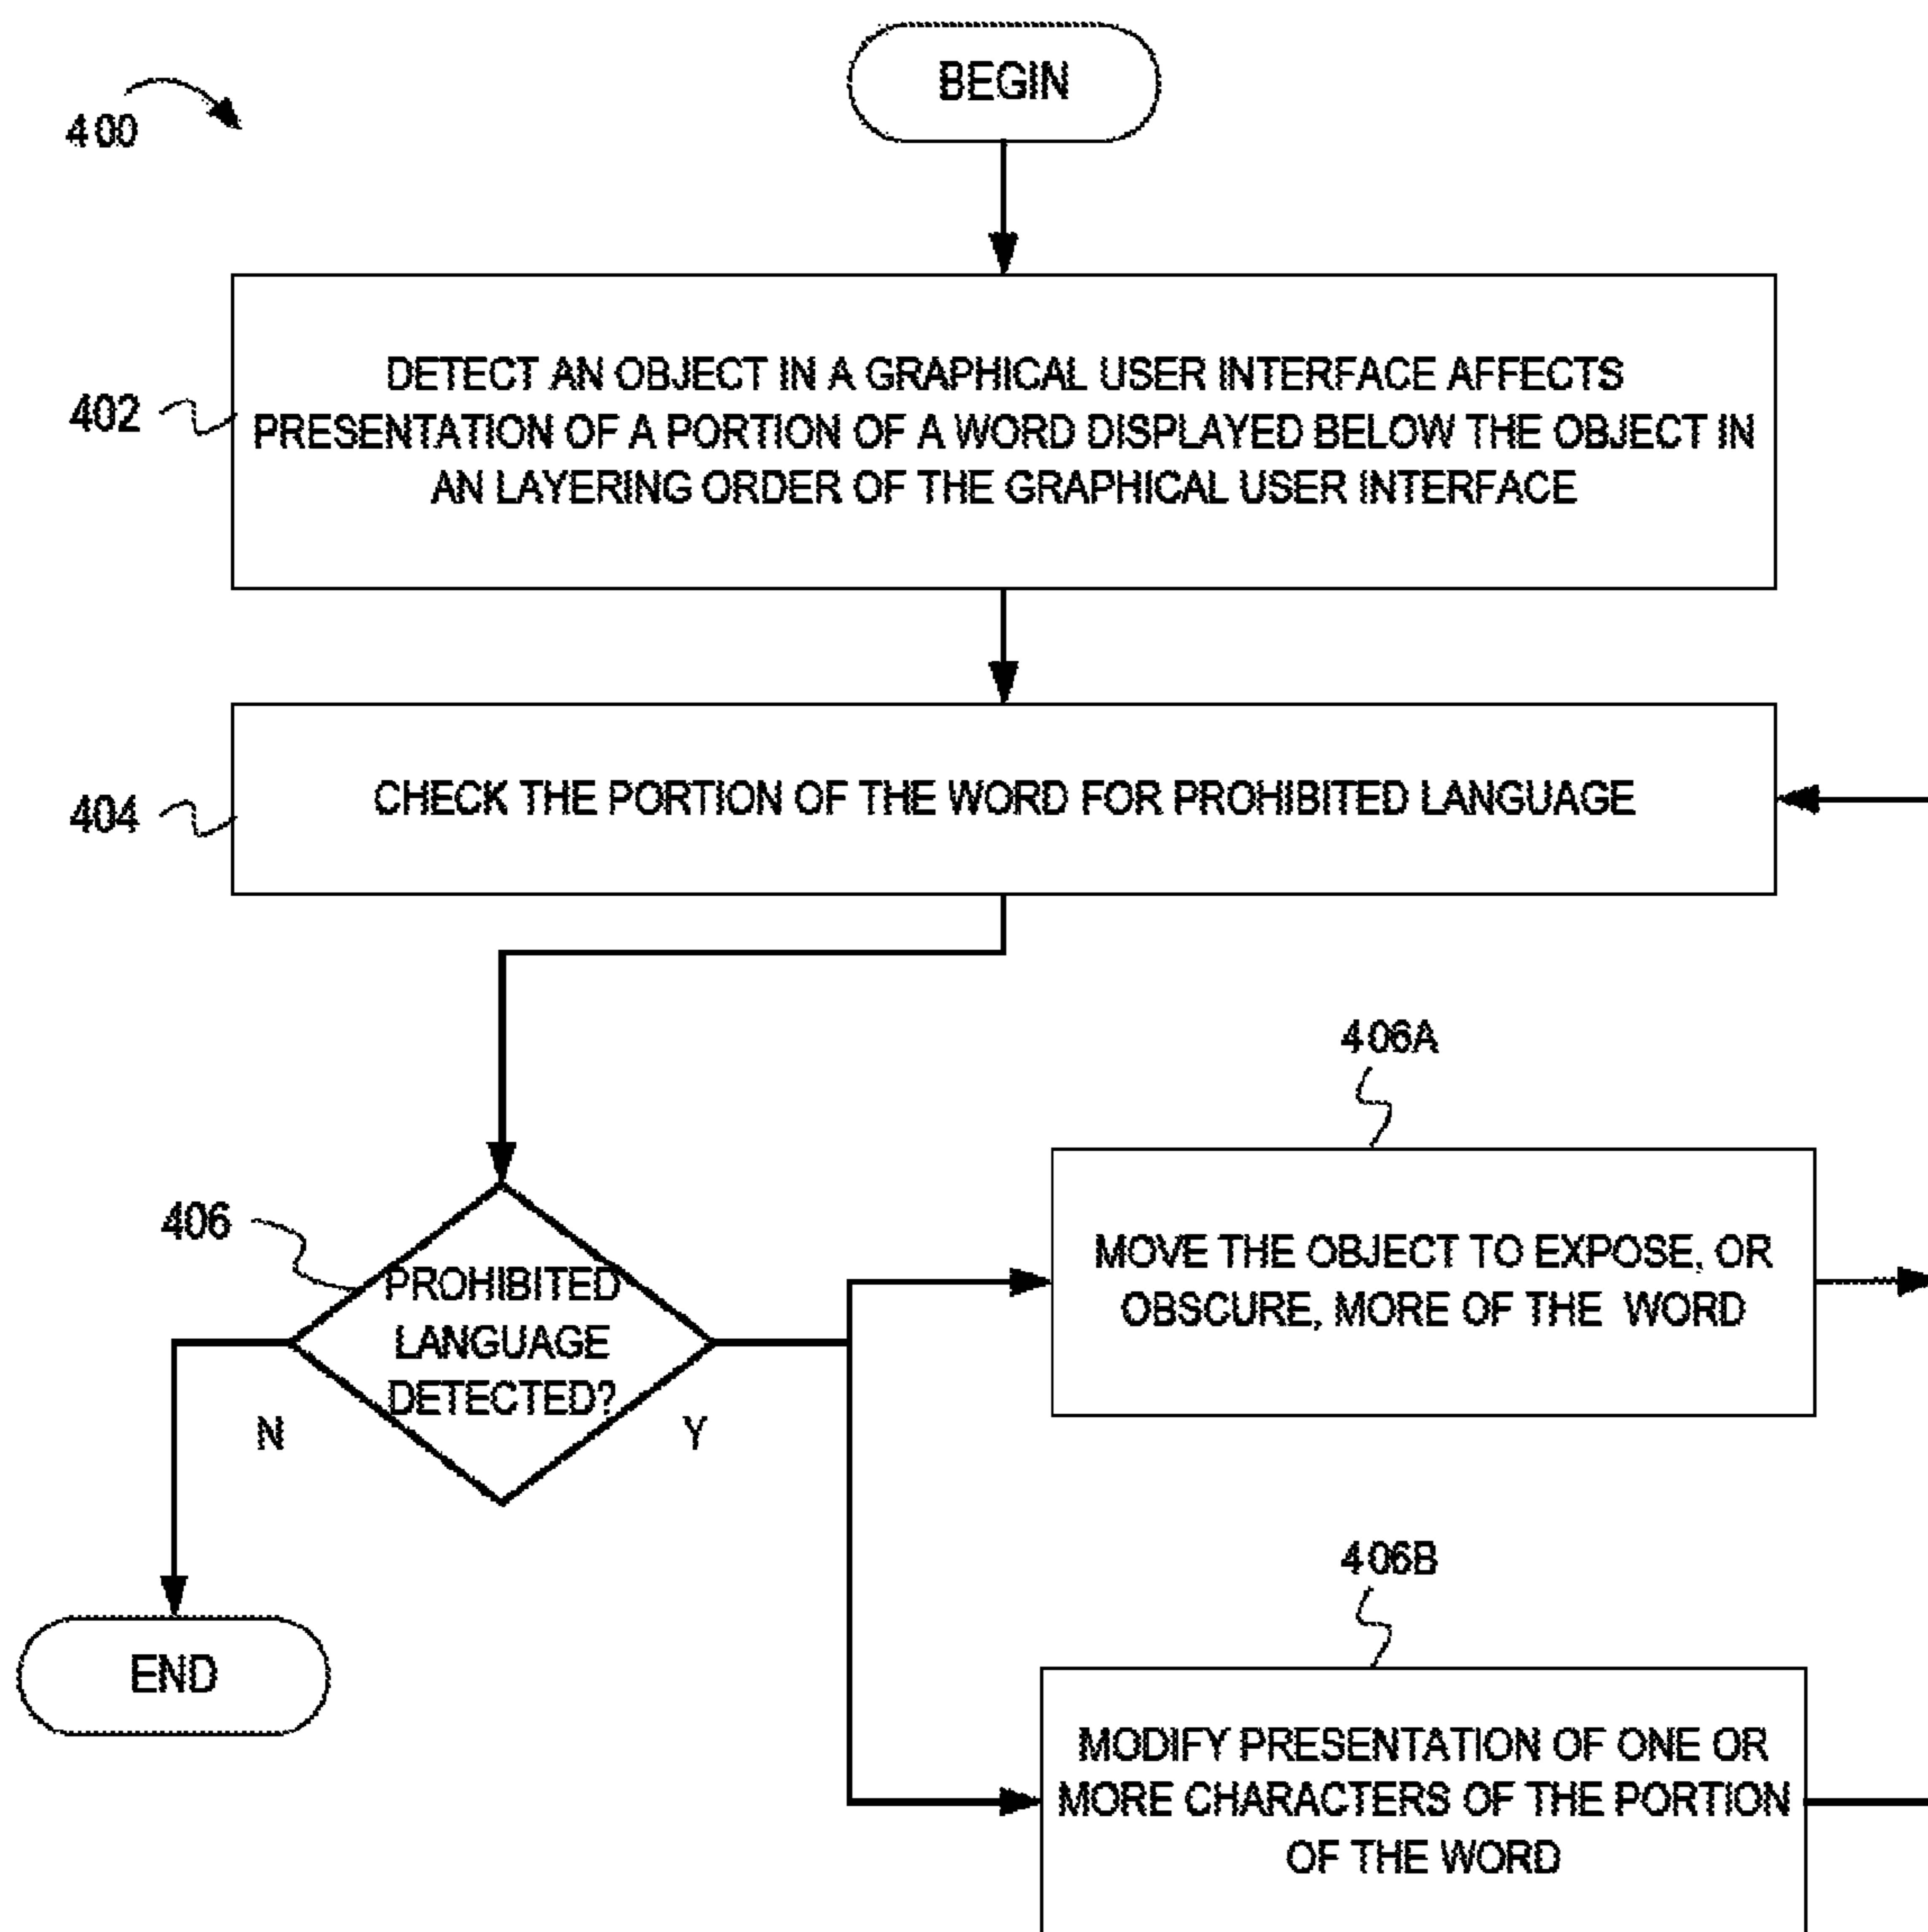 BEGIN
400
DETECT AN OBJECT IN A GRAPHICAL USER INTERFACE AFFECTS
PRESENTATION OF A PORTION OF A WORD DISPLAYED BELOW THE OBJECT IN
AN LAYERING ORDER OF THE GRAPHICAL USER INTERFACE
402
CHECK THE PORTION OF THE WORD FOR PROHIBITED LANGUAGE
404
406A
406
PROHIBITED
LANGUAGE
DETECTED?
N
Y
MOVE THE OBJECT TO EXPOSE, OR
OBSCURE, MORE OF THE WORD
406B
END
MODIFY PRESENTATION OF ONE OR
MORE CHARACTERS OF THE PORTION
OF THE WORD